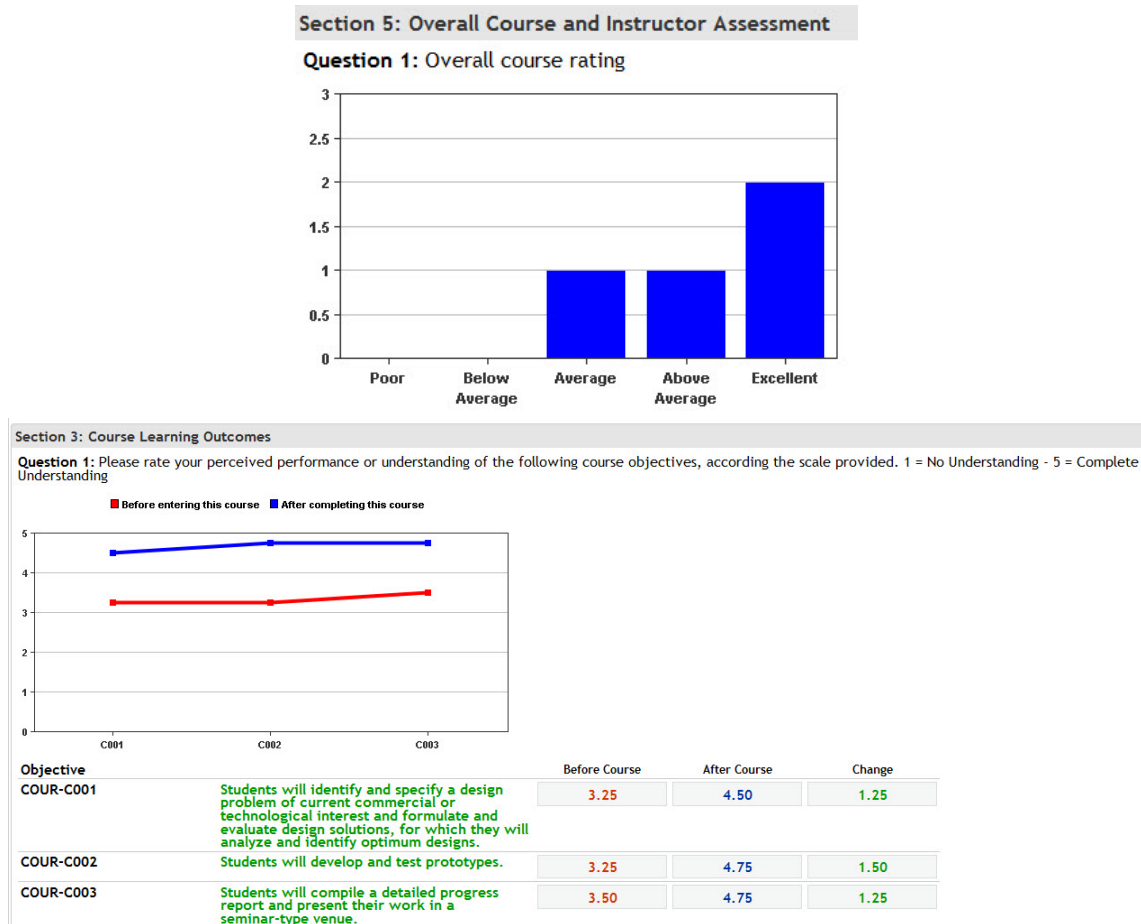 Section 5: Overall Course and Instructor Assessment
Question 1: Overall course rating
3
2.5
2
1.5
1
0.5
0
Poor
Below
Average
Average
Above
Average
Excellent
Section 3: Course Learning Outcomes
Question 1: Please rate your perceived performance or understanding of the following course objectives, according the scale provided. 1 = No Understanding - 5 = Complete
Understanding
Before entering this course After completing this course
5
4
3
2
1
0
C001 C002 C003
Objective Before Course After Course Change
COUR-C001 Students will identify and specify a design 3.25 4.50 1.25
problem of current commercial or
technological interest and formulate and
evaluate design solutions, for which they will
analyze and identify optimum designs.
COUR-C002 Students will develop and test prototypes. 3.25 4.75 1.50
COUR-C003 Students will compile a detailed progress 3.50 4.75 1.25
report and present their work in a
seminar-type venue.